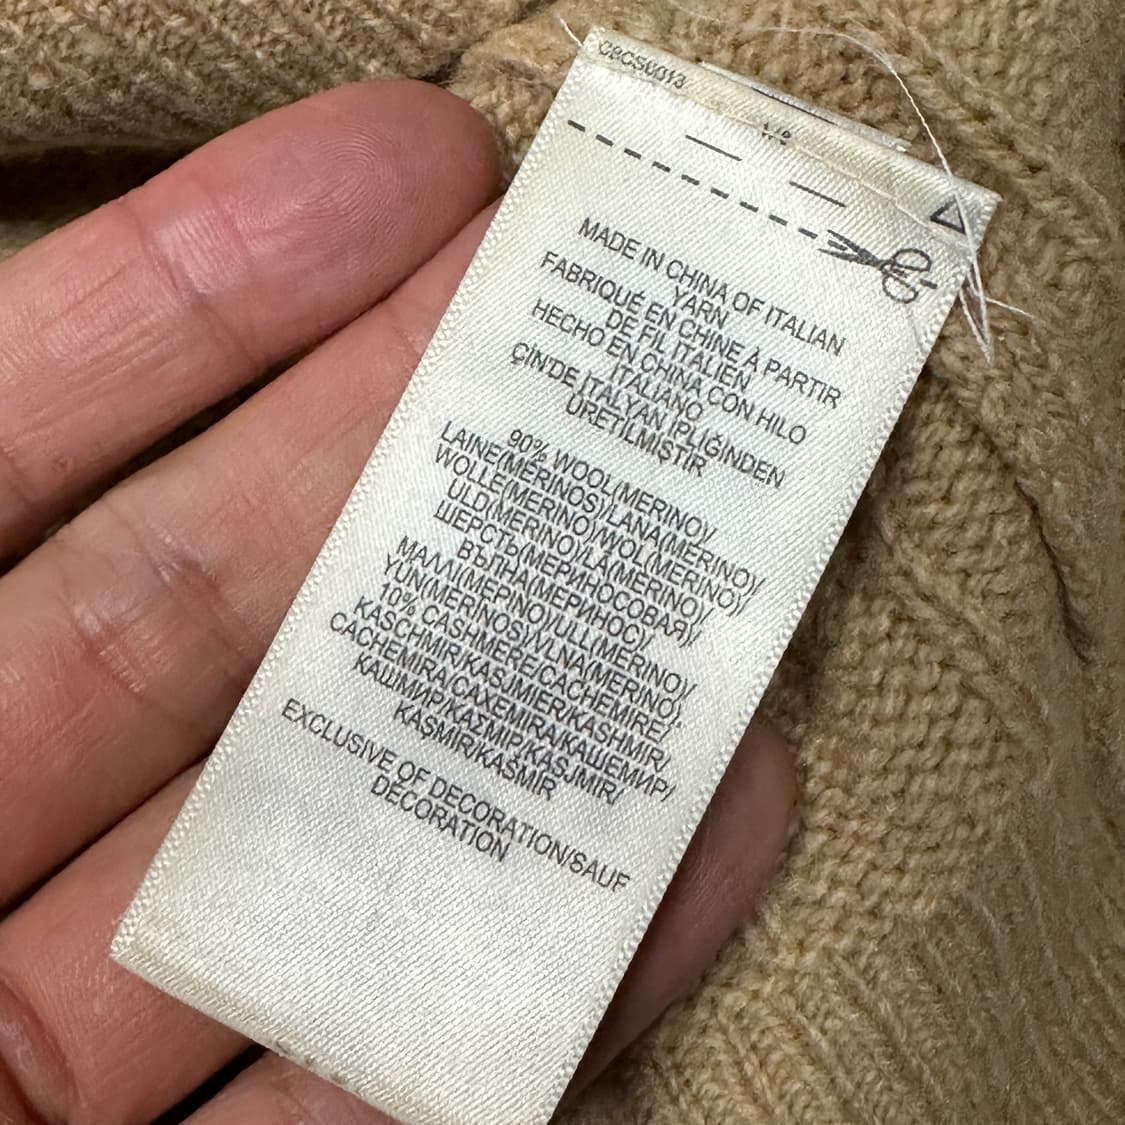 CBCS0013
MADE IN CHINA OF ITALIAN
YARN
FABRIQUÉ EN CHINE À PARTIR
DE FIL ITALIEN
HECHO EN CHINA CON HILO
ITALIANO
ÇIN'DE İTALYAN İPLİĞİNDEN
ÜRETİLMİŞTİR
90% WOOL(MERINO)/
LAINE(MÉRINOS)/LANA(MERINO)/
WOLLE(MERINO)/WOL(MERINO)/
ULD(MERINO)/LÃ(MERINO)/
ШЕРСТЬ(МЕРИНОСОВАЯ)/
ВЪЛНА(МЕРИНОС)/
ΜΑΛΛΙ(ΜΕΡΙΝΟ)/ULL(MERINO)/
YÜN(MERINOS)/VLNA(MERINO),
10% CASHMERE/CACHEMIRE/
KASCHMIR/KASJMIER/KASHMIR/
CACHEMIRA/CAXEMIRA/КАШЕМИР/
КАШМИР/ΚΑΣΜΙΡ/KASJMIR/
KAŞMİR/KAŠMÍR
EXCLUSIVE OF DECORATION/SAUF
DÉCORATION